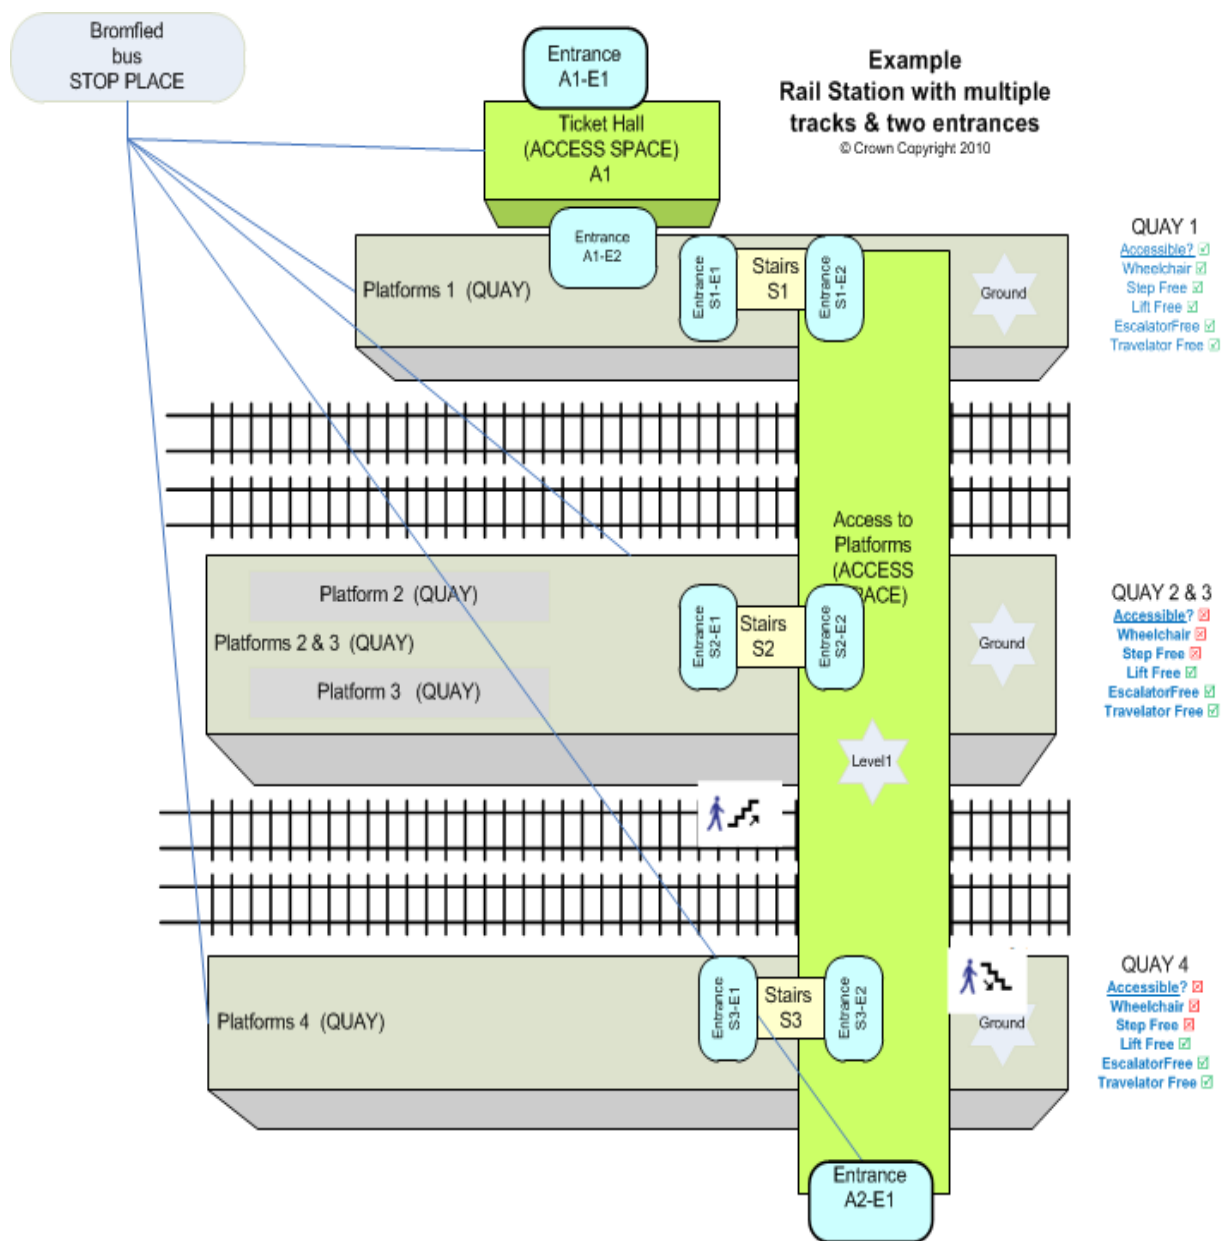 Bromfied
bus
STOP PLACE
Entrance
A1-E1
Example
Rail Station with multiple
tracks & two entrances
© Crown Copyright 2010
Ticket Hall
(ACCESS SPACE)
A1
Entrance
A1-E2
Platforms 1 (QUAY)
Entrance
S1-E1
Stairs
S1
Entrance
S1-E2
Ground
QUAY 1
Accessible? ☑
Wheelchair ☑
Step Free ☑
Lift Free ☑
EscalatorFree ☑
Travelator Free ☑
Access to
Platforms
(ACCESS
PACE)
Platform 2 (QUAY)
Platforms 2 & 3 (QUAY)
Platform 3 (QUAY)
Entrance
S2-E1
Stairs
S2
Entrance
S2-E2
Ground
QUAY 2 & 3
Accessible? ☒
Wheelchair ☒
Step Free ☒
Lift Free ☑
EscalatorFree ☑
Travelator Free ☑
Level1
Platforms 4 (QUAY)
Entrance
S3-E1
Stairs
S3
Entrance
S3-E2
Ground
QUAY 4
Accessible? ☒
Wheelchair ☒
Step Free ☒
Lift Free ☑
EscalatorFree ☑
Travelator Free ☑
Entrance
A2-E1